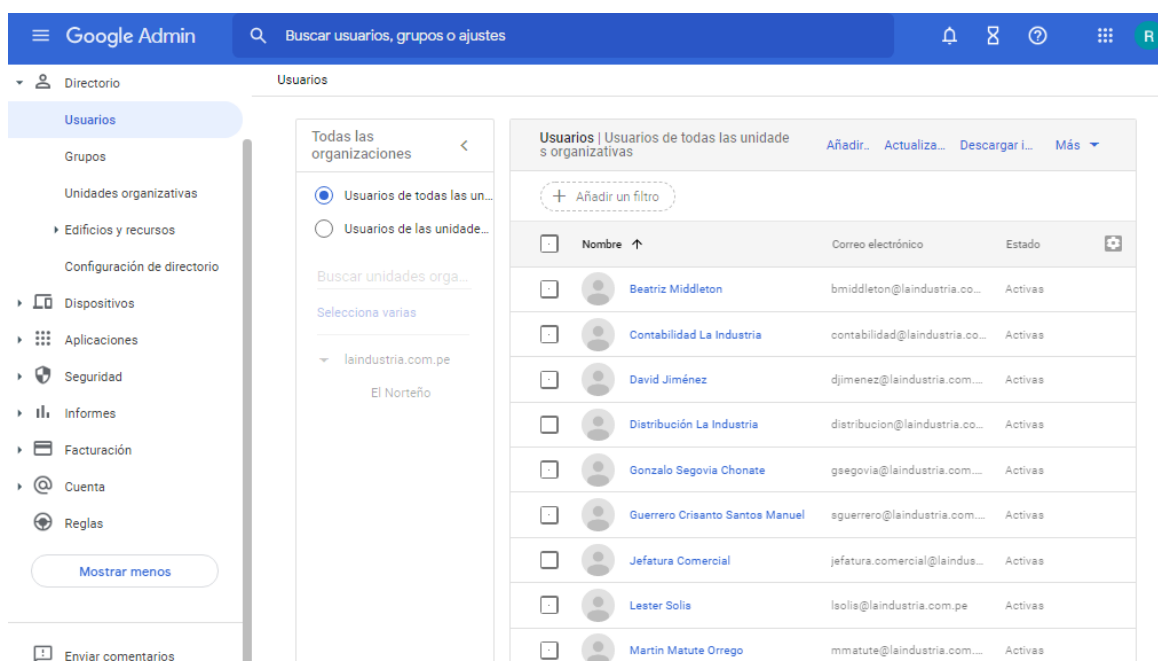 Google Admin
Buscar usuarios, grupos o ajustes
R
Directorio
Usuarios
Grupos
Unidades organizativas
Edificios y recursos
Configuración de directorio
Dispositivos
Aplicaciones
Seguridad
Informes
Facturación
Cuenta
Reglas
Mostrar menos
Enviar comentarios
Usuarios
Todas las
organizaciones
Usuarios de todas las un...
Usuarios de las unidade...
Buscar unidades orga...
Selecciona varias
laindustria.com.pe
El Norteño
Usuarios | Usuarios de todas las unidade
s organizativas
Añadir.. Actualiza... Descargar i... Más
Añadir un filtro
Nombre Correo electrónico Estado
Beatriz Middleton bmiddleton@laindustria.co... Activas
Contabilidad La Industria contabilidad@laindustria.co... Activas
David Jiménez djimenez@laindustria.com.... Activas
Distribución La Industria distribucion@laindustria.co... Activas
Gonzalo Segovia Chonate gsegovia@laindustria.com.... Activas
Guerrero Crisanto Santos Manuel sguerrero@laindustria.com.... Activas
Jefatura Comercial jefatura.comercial@laindus... Activas
Lester Solis lsolis@laindustria.com.pe Activas
Martin Matute Orrego mmatute@laindustria.com.... Activas